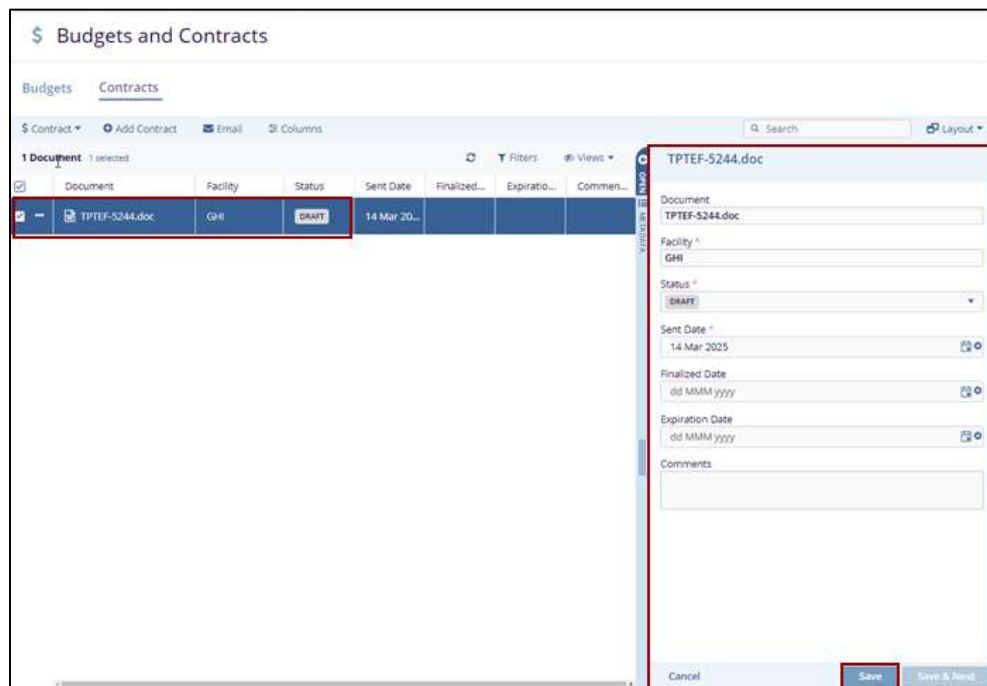 $ Budgets and Contracts
Budgets Contracts
$ Contract Add Contract Email Columns Search Layout
1 Document 1 selected Filters Views
Document Facility Status Sent Date Finalized... Expiratio... Commen...
TPTEF-5244.doc GHI DRAFT 14 Mar 20...
OPEN
METADATA
TPTEF-5244.doc
Document
TPTEF-5244.doc
Facility *
GHI
Status *
DRAFT
Sent Date *
14 Mar 2025
Finalized Date
dd MMM yyyy
Expiration Date
dd MMM yyyy
Comments
Cancel Save Save & Next